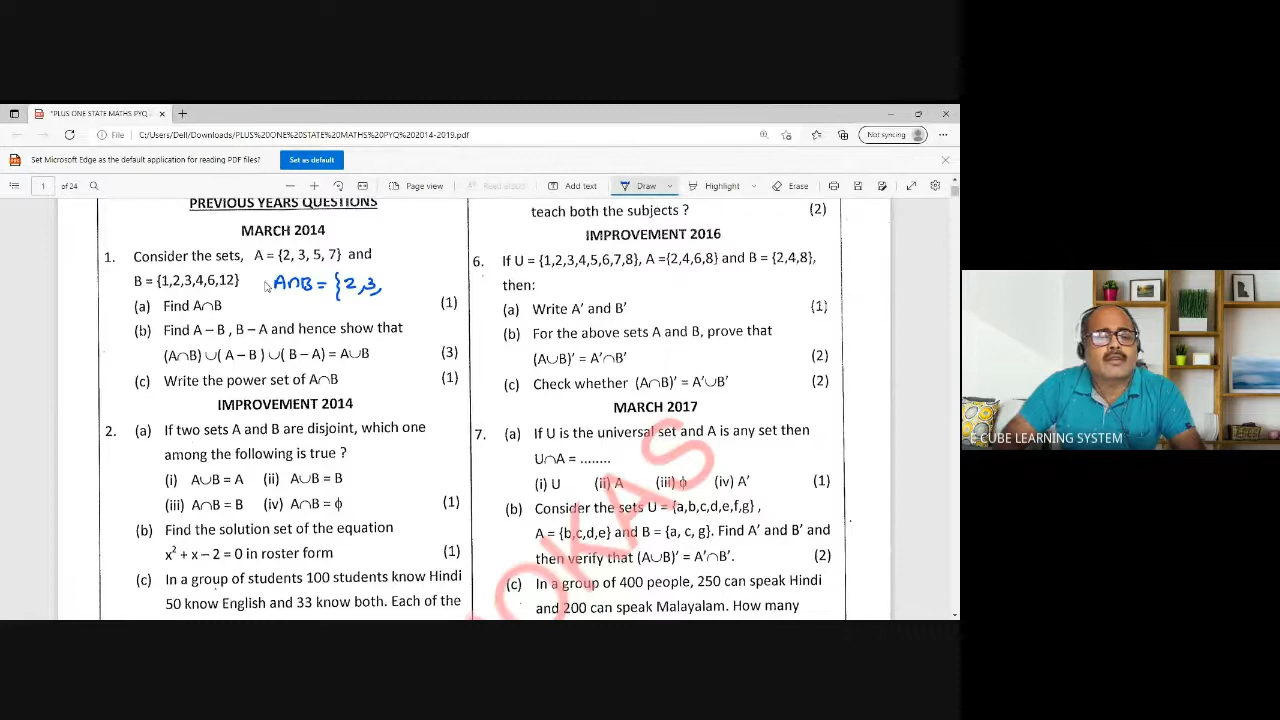 *PLUS ONE STATE MATHS PYQ
File
C:/Users/Dell/Downloads/PLUS%20ONE%20STATE%20MATHS%20PYQ%202014-2019.pdf
Not syncing
Set Microsoft Edge as the default application for reading PDF files?
Set as default
1
of 24
Page view
Read aloud
Add text
Draw
Highlight
Erase
PREVIOUS YEARS QUESTIONS
MARCH 2014
1. Consider the sets, A = {2, 3, 5, 7} and
B = {1,2,3,4,6,12}
A∩B = {2,3,
(a) Find A∩B (1)
(b) Find A – B , B – A and hence show that
(A∩B) ∪( A – B ) ∪( B – A) = A∪B (3)
(c) Write the power set of A∩B (1)
IMPROVEMENT 2014
2. (a) If two sets A and B are disjoint, which one
among the following is true ?
(i) A∪B = A (ii) A∪B = B
(iii) A∩B = B (iv) A∩B = ϕ (1)
(b) Find the solution set of the equation
x² + x – 2 = 0 in roster form (1)
(c) In a group of students 100 students know Hindi
50 know English and 33 know both. Each of the
teach both the subjects ? (2)
IMPROVEMENT 2016
6. If U = {1,2,3,4,5,6,7,8}, A ={2,4,6,8} and B = {2,4,8},
then:
(a) Write A′ and B′ (1)
(b) For the above sets A and B, prove that
(A∪B)′ = A′∩B′ (2)
(c) Check whether (A∩B)′ = A′∪B′ (2)
MARCH 2017
7. (a) If U is the universal set and A is any set then
U∩A = ........
(i) U (ii) A (iii) ϕ (iv) A′ (1)
(b) Consider the sets U = {a,b,c,d,e,f,g} ,
A = {b,c,d,e} and B = {a, c, g}. Find A′ and B′ and
then verify that (A∪B)′ = A′∩B′. (2)
(c) In a group of 400 people, 250 can speak Hindi
and 200 can speak Malayalam. How many
OKAS
E CUBE LEARNING SYSTEM